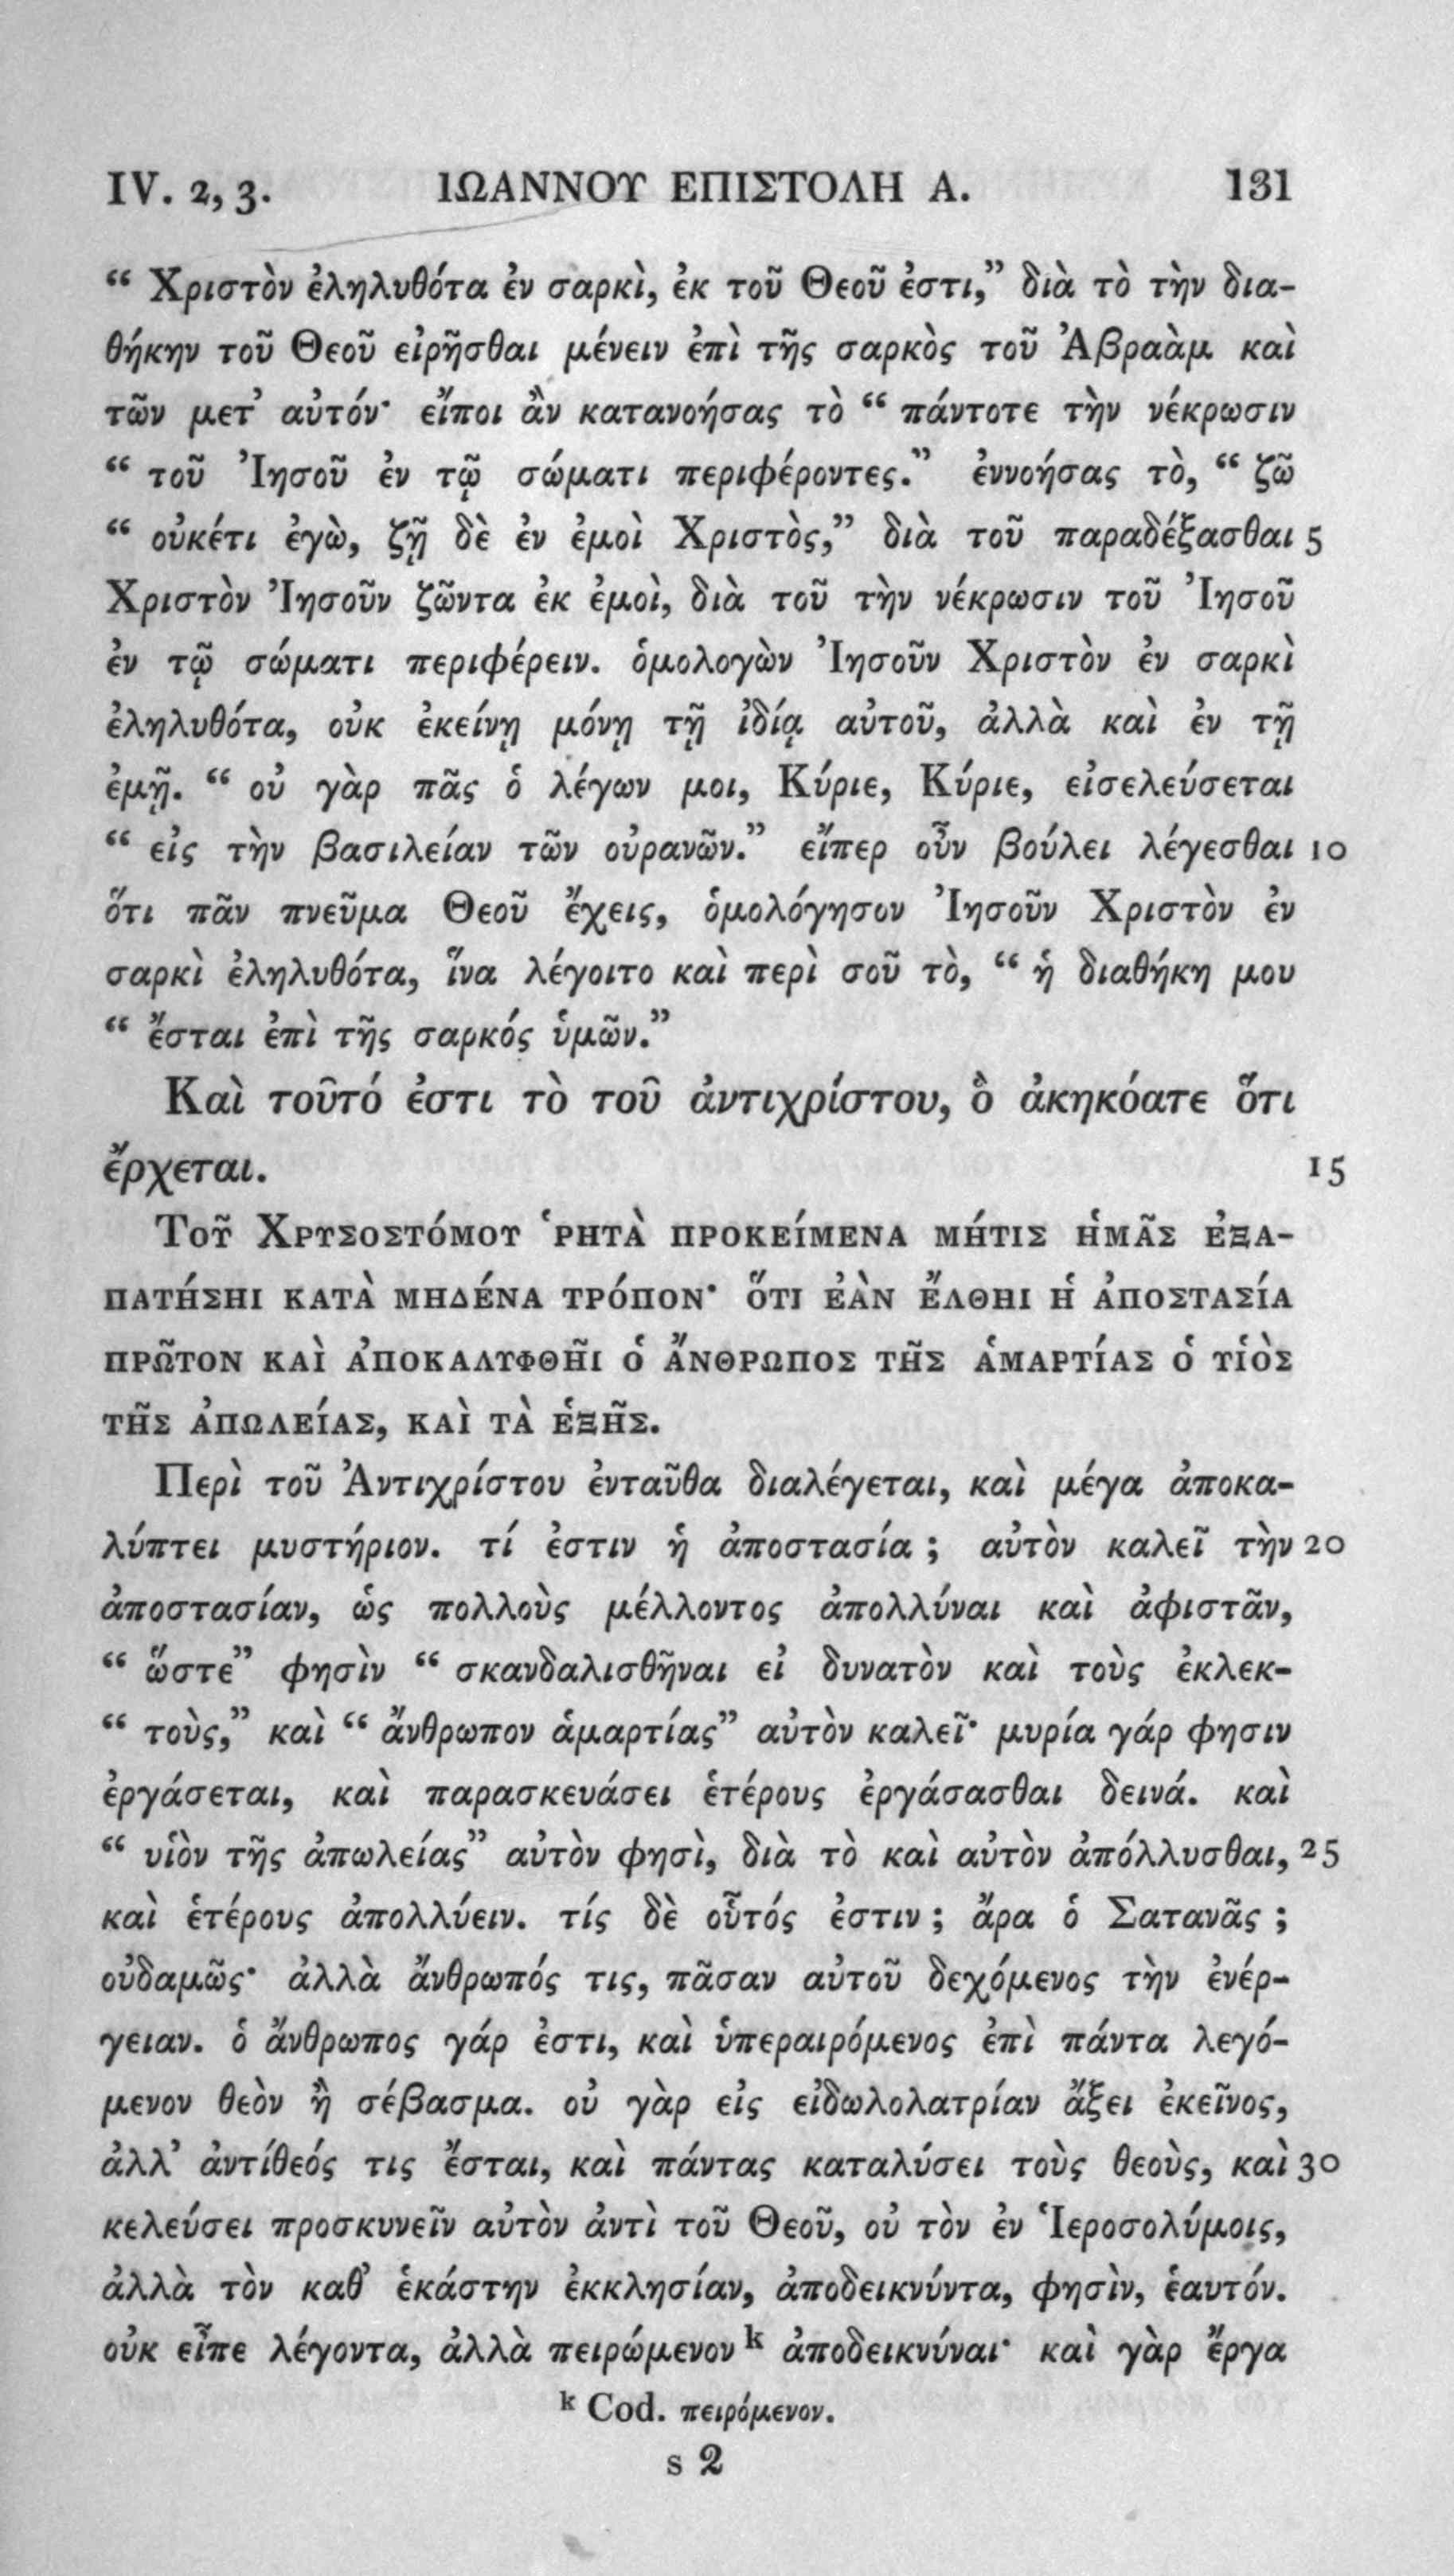 IV. 2, 3. ΙΩΑΝΝΟΥ ΕΠΙΣΤΟΛΗ Α. 131
“ Χριστὸν ἐληλυθότα ἐν σαρκὶ, ἐκ τοῦ Θεοῦ ἐστι,” διὰ τὸ τὴν δια-
θήκην τοῦ Θεοῦ εἰρῆσθαι μένειν ἐπὶ τῆς σαρκὸς τοῦ Ἀβραὰμ καὶ
τῶν μετ’ αὐτόν· εἴποι ἂν κατανοήσας τὸ “ πάντοτε τὴν νέκρωσιν
“ τοῦ Ἰησοῦ ἐν τῷ σώματι περιφέροντες.” ἐννοήσας τὸ, “ ζῶ
“ οὐκέτι ἐγὼ, ζῇ δὲ ἐν ἐμοὶ Χριστὸς,” διὰ τοῦ παραδέξασθαι 5
Χριστὸν Ἰησοῦν ζῶντα ἐκ ἐμοὶ, διὰ τοῦ τὴν νέκρωσιν τοῦ Ἰησοῦ
ἐν τῷ σώματι περιφέρειν. ὁμολογὼν Ἰησοῦν Χριστὸν ἐν σαρκὶ
ἐληλυθότα, οὐκ ἐκείνῃ μόνῃ τῇ ἰδίᾳ αὐτοῦ, ἀλλὰ καὶ ἐν τῇ
ἐμῇ. “ οὐ γὰρ πᾶς ὁ λέγων μοι, Κύριε, Κύριε, εἰσελεύσεται
“ εἰς τὴν βασιλείαν τῶν οὐρανῶν.” εἴπερ οὖν βούλει λέγεσθαι 10
ὅτι πᾶν πνεῦμα Θεοῦ ἔχεις, ὁμολόγησον Ἰησοῦν Χριστὸν ἐν
σαρκὶ ἐληλυθότα, ἵνα λέγοιτο καὶ περὶ σοῦ τὸ, “ ἡ διαθήκη μου
“ ἔσται ἐπὶ τῆς σαρκός ὑμῶν.”
Καὶ τοῦτό ἐστι τὸ τοῦ ἀντιχρίστου, ὃ ἀκηκόατε ὅτι
ἔρχεται. 15
Τοῦ Χρυσοστόμου ῾ρητὰ προκείμενα μήτις ἡμᾶς ἐξα-
πατήσηι κατὰ μηδένα τρόπον· ὅτι ἐὰν ἔλθηι ἡ ἀποστασία
πρῶτον καὶ ἀποκαλυφθῆι ὁ ἄνθρωπος τῆς ἁμαρτίας ὁ υἱὸς
τῆς ἀπωλείας, καὶ τὰ ἑξῆς.
Περὶ τοῦ Ἀντιχρίστου ἐνταῦθα διαλέγεται, καὶ μέγα ἀποκα-
λύπτει μυστήριον. τί ἐστιν ἡ ἀποστασία ; αὐτὸν καλεῖ τὴν 20
ἀποστασίαν, ὡς πολλοὺς μέλλοντος ἀπολλύναι καὶ ἀφιστᾶν,
“ ὥστε” φησὶν “ σκανδαλισθῆναι εἰ δυνατὸν καὶ τοὺς ἐκλεκ-
“ τοὺς,” καὶ “ ἄνθρωπον ἁμαρτίας” αὐτὸν καλεῖ· μυρία γάρ φησιν
ἐργάσεται, καὶ παρασκευάσει ἑτέρους ἐργάσασθαι δεινά. καὶ
“ υἱὸν τῆς ἀπωλείας” αὐτὸν φησὶ, διὰ τὸ καὶ αὐτὸν ἀπόλλυσθαι, 25
καὶ ἑτέρους ἀπολλύειν. τίς δὲ οὗτός ἐστιν ; ἄρα ὁ Σατανᾶς ;
οὐδαμῶς· ἀλλὰ ἄνθρωπός τις, πᾶσαν αὐτοῦ δεχόμενος τὴν ἐνέρ-
γειαν. ὁ ἄνθρωπος γάρ ἐστι, καὶ ὑπεραιρόμενος ἐπὶ πάντα λεγό-
μενον θεὸν ἢ σέβασμα. οὐ γὰρ εἰς εἰδωλολατρίαν ἄξει ἐκεῖνος,
ἀλλ’ ἀντίθεός τις ἔσται, καὶ πάντας καταλύσει τοὺς θεοὺς, καὶ 30
κελεύσει προσκυνεῖν αὐτὸν ἀντὶ τοῦ Θεοῦ, οὐ τὸν ἐν Ἱεροσολύμοις,
ἀλλὰ τὸν καθ’ ἑκάστην ἐκκλησίαν, ἀποδεικνύντα, φησὶν, ἑαυτόν.
οὐκ εἶπε λέγοντα, ἀλλὰ πειρώμενον k ἀποδεικνύναι· καὶ γὰρ ἔργα
k Cod. πειρόμενον.
s 2